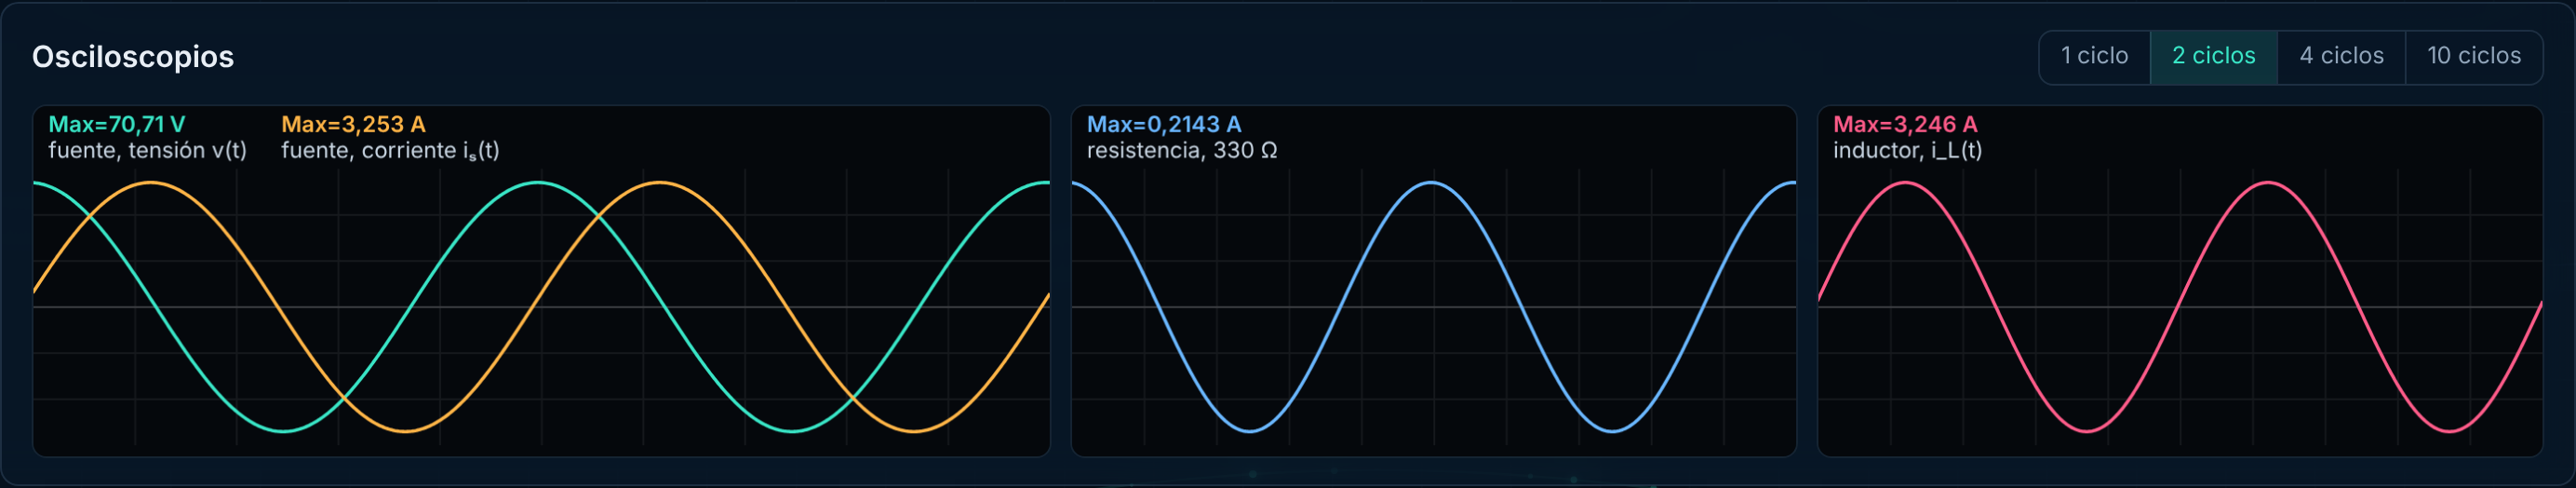 Osciloscopios
1 ciclo
2 ciclos
4 ciclos
10 ciclos
Max=70,71 V
fuente, tensión v(t)
Max=3,253 A
fuente, corriente iₛ(t)
Max=0,2143 A
resistencia, 330 Ω
Max=3,246 A
inductor, i_L(t)